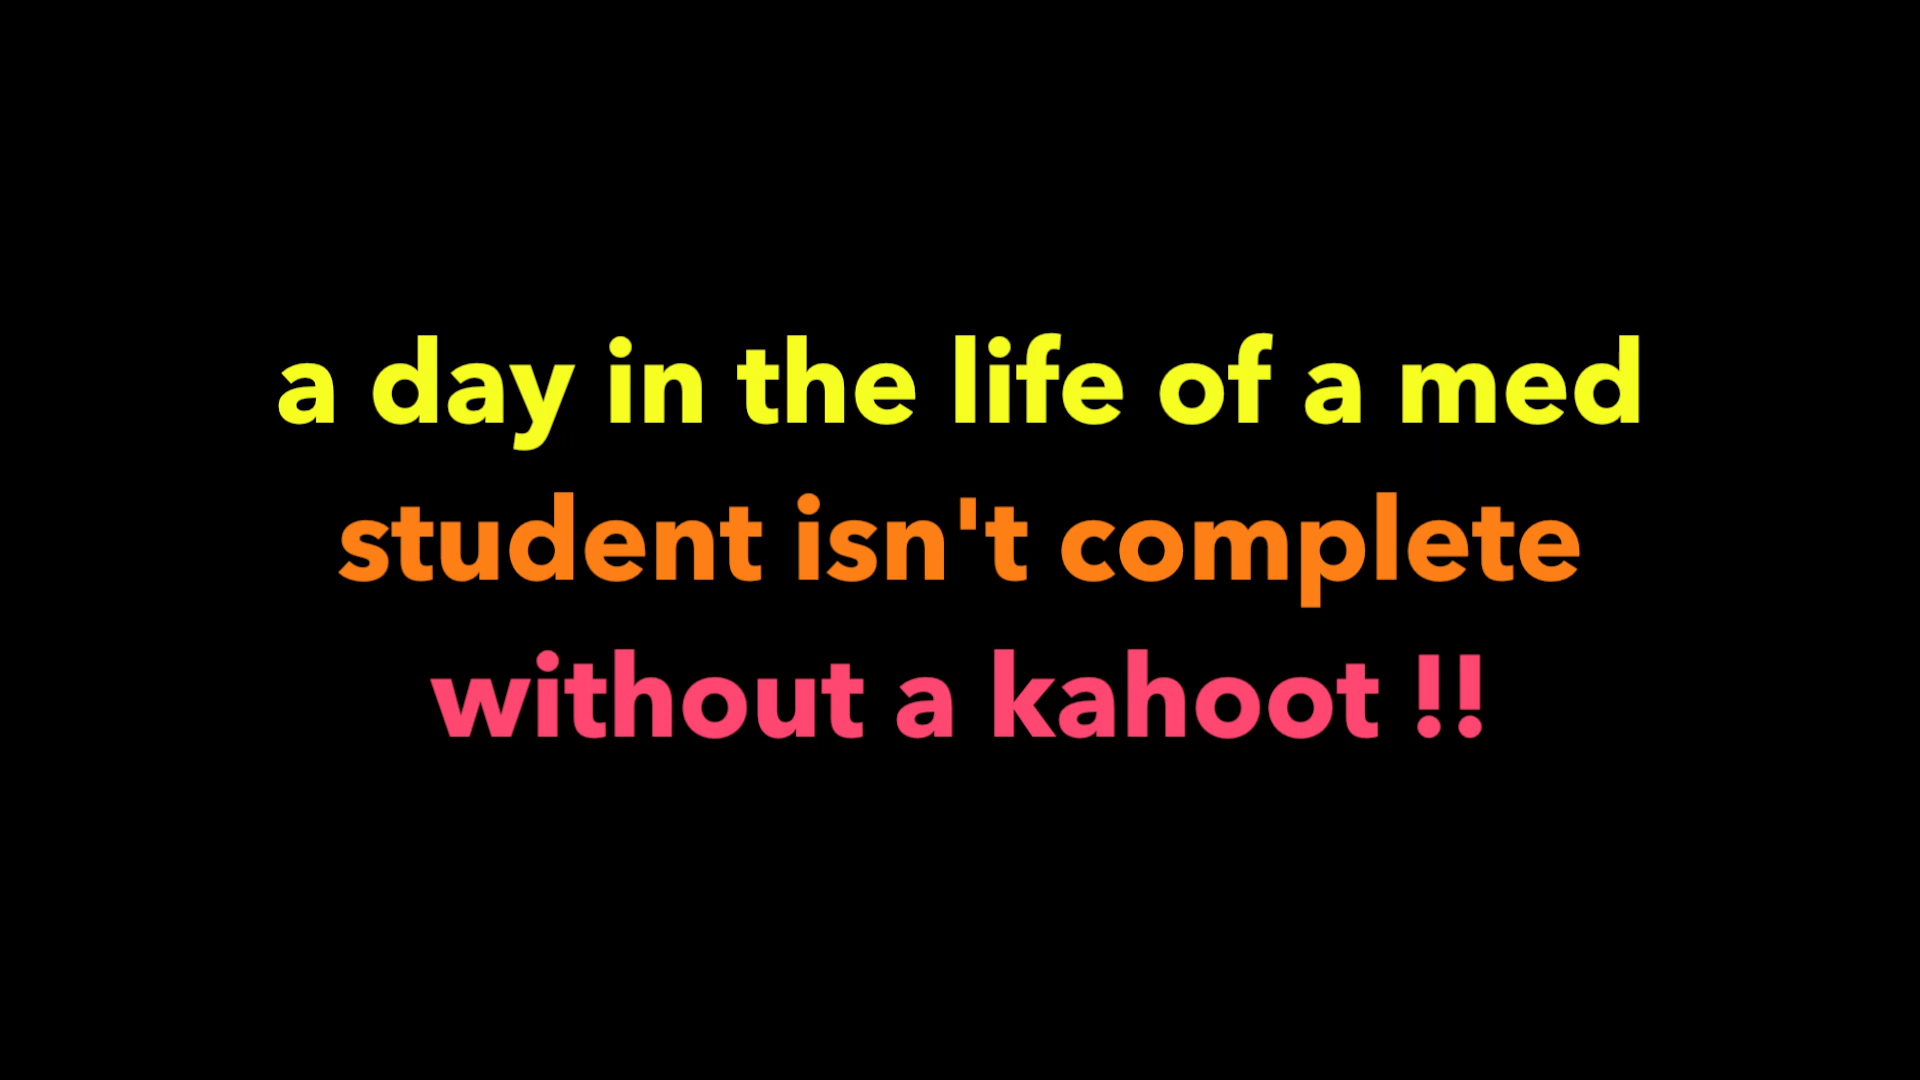 a day in the life of a med
student isn't complete
without a kahoot !!